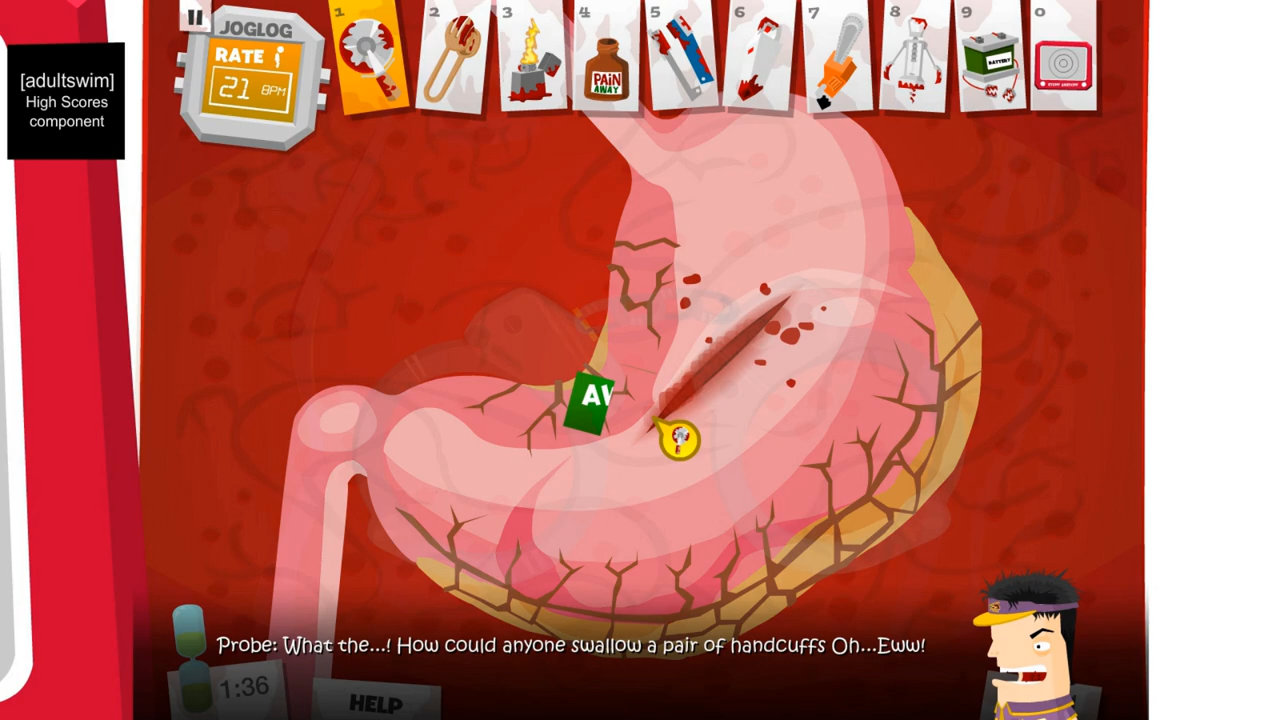 [adultswim]
High Scores
component
JOGLOG
RATE
21 BPM
1 2 3 4 5 6 7 8 9 0
PAIN
AWAY
BATTERY
AV
Probe: What the...! How could anyone swallow a pair of handcuffs Oh...Eww!
1:36
HELP